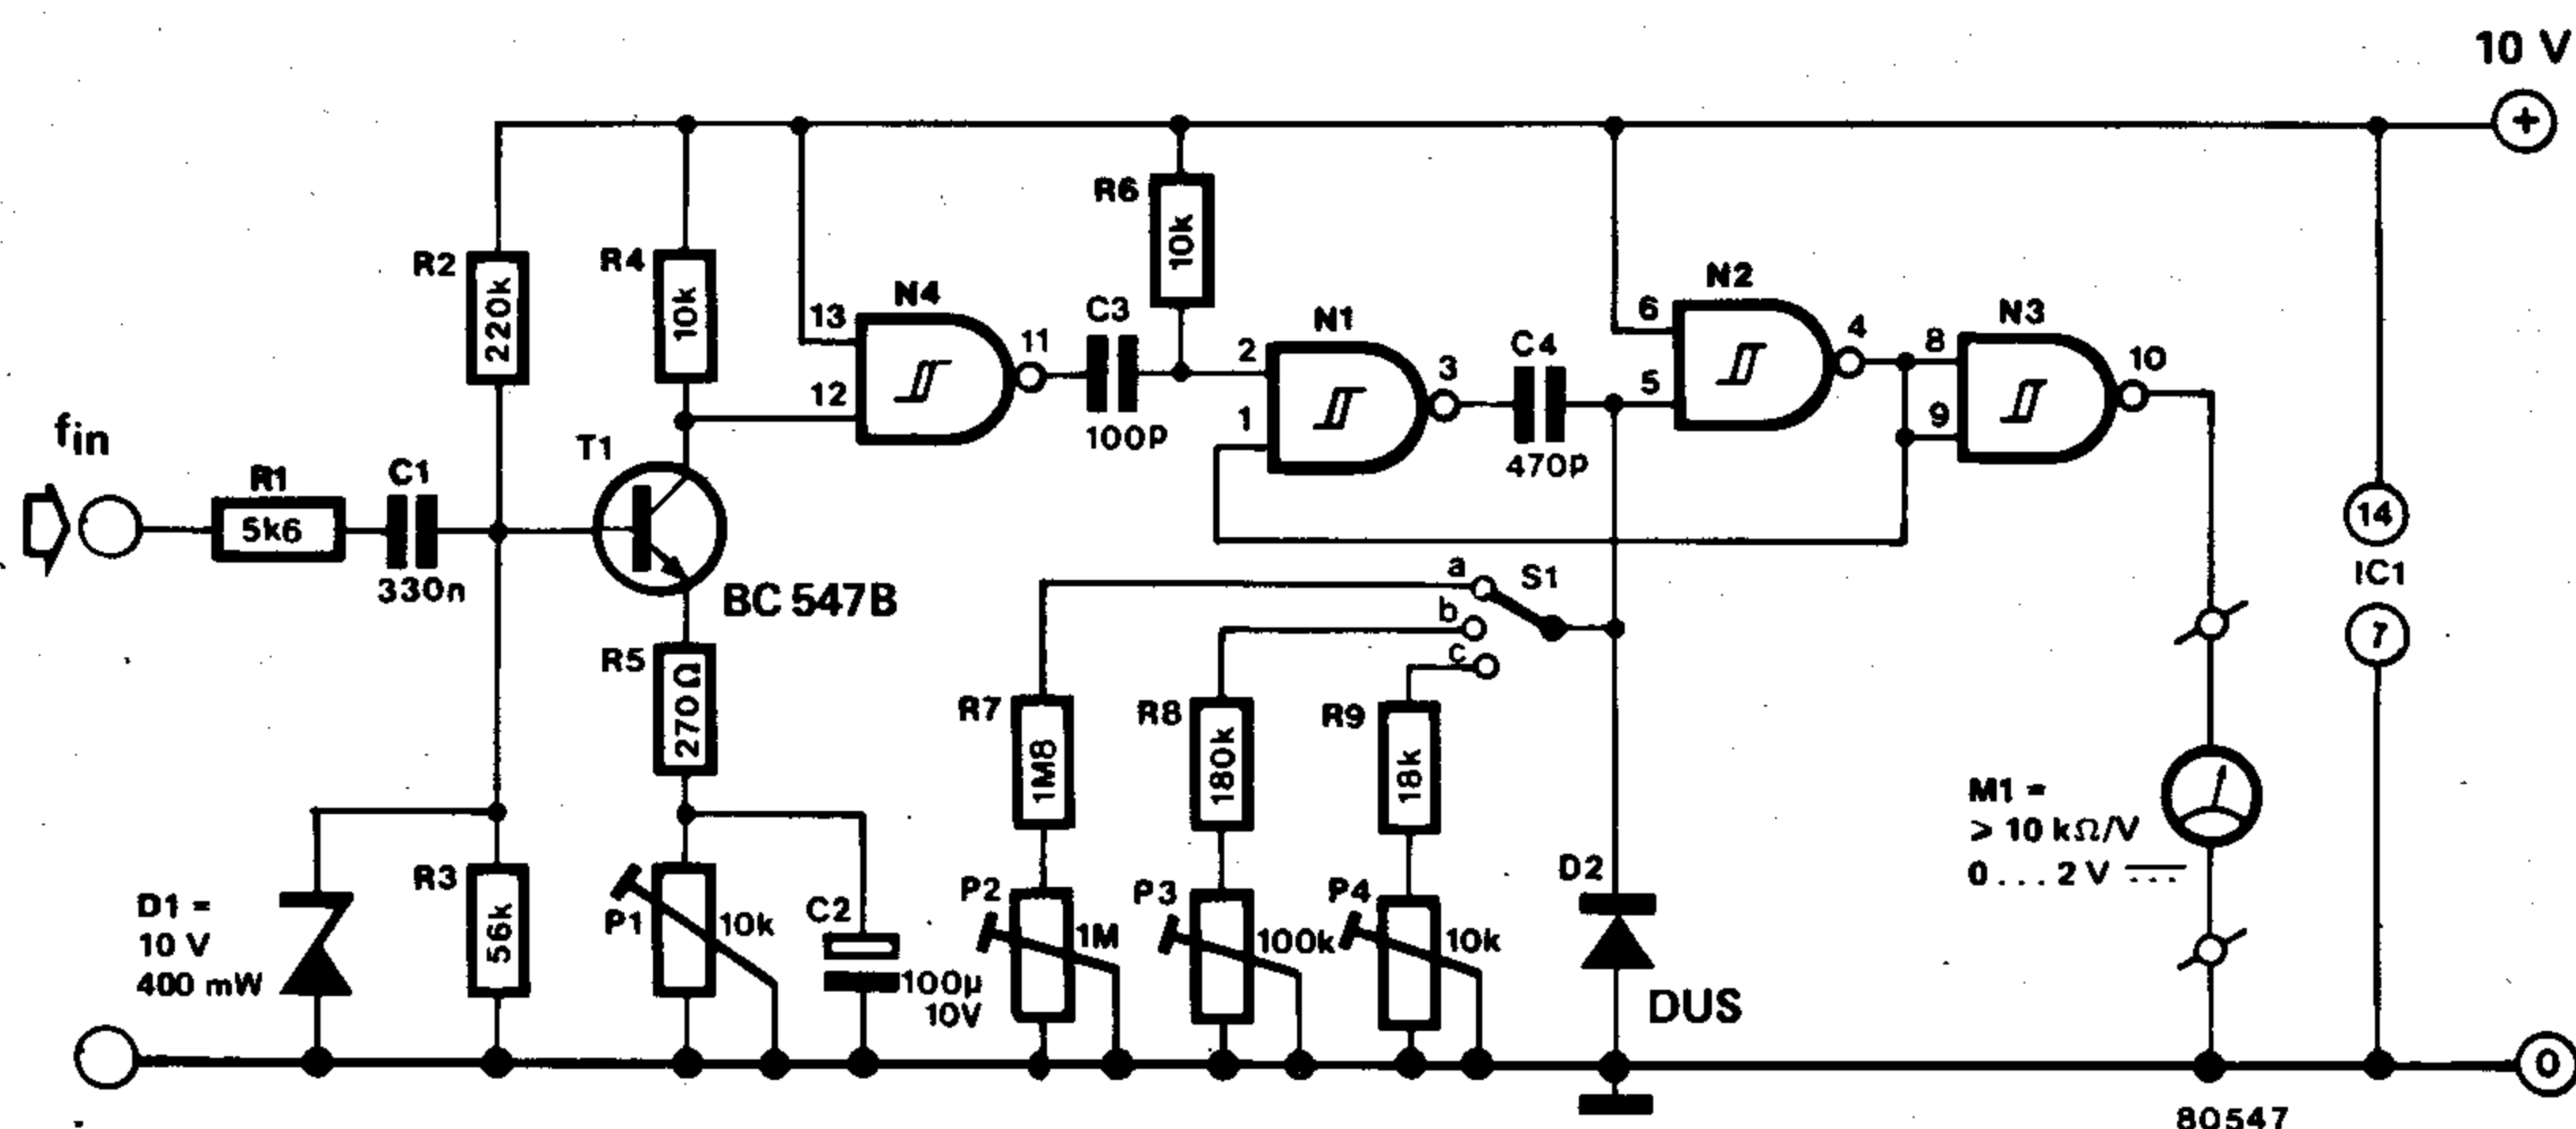 10 V
+
R6
10k
R2
220k
R4
10k
N4
13
12
11
C3
100p
N1
2
1
3
C4
470p
N2
6
5
4
N3
8
9
10
fin
R1
5k6
C1
330n
T1
BC 547B
R5
270Ω
a
b
c
S1
14
IC1
7
R7
1M8
R8
180k
R9
18k
M1 =
> 10 kΩ/V
0...2 V
D1 =
10 V
400 mW
R3
56k
P1
10k
C2
100µ
10V
P2
1M
P3
100k
P4
10k
D2
DUS
0
80547